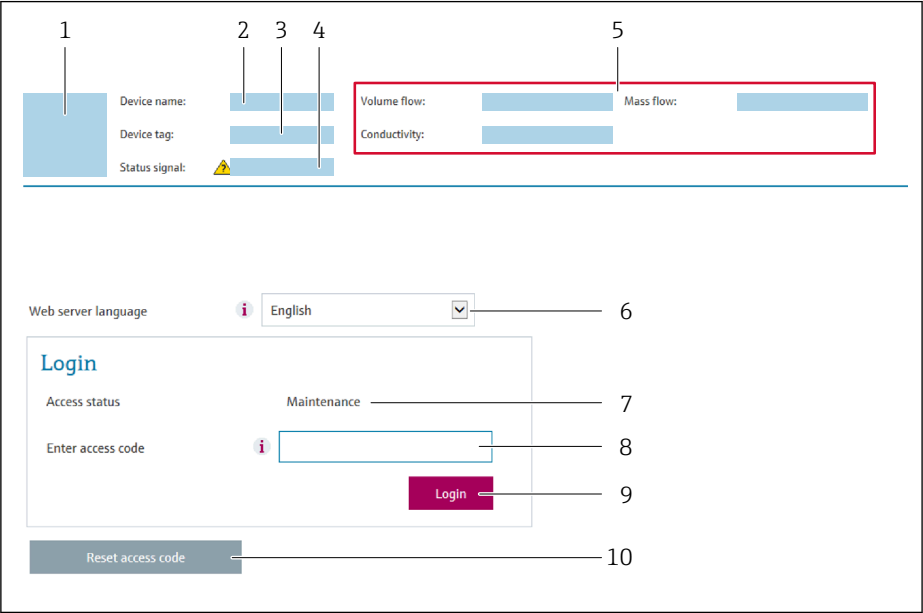 1 2 3 4 5
Device name: Volume flow: Mass flow:
Device tag: Conductivity:
Status signal: ?
Web server language i English 6
Login
Access status Maintenance 7
Enter access code i 8
Login 9
Reset access code 10